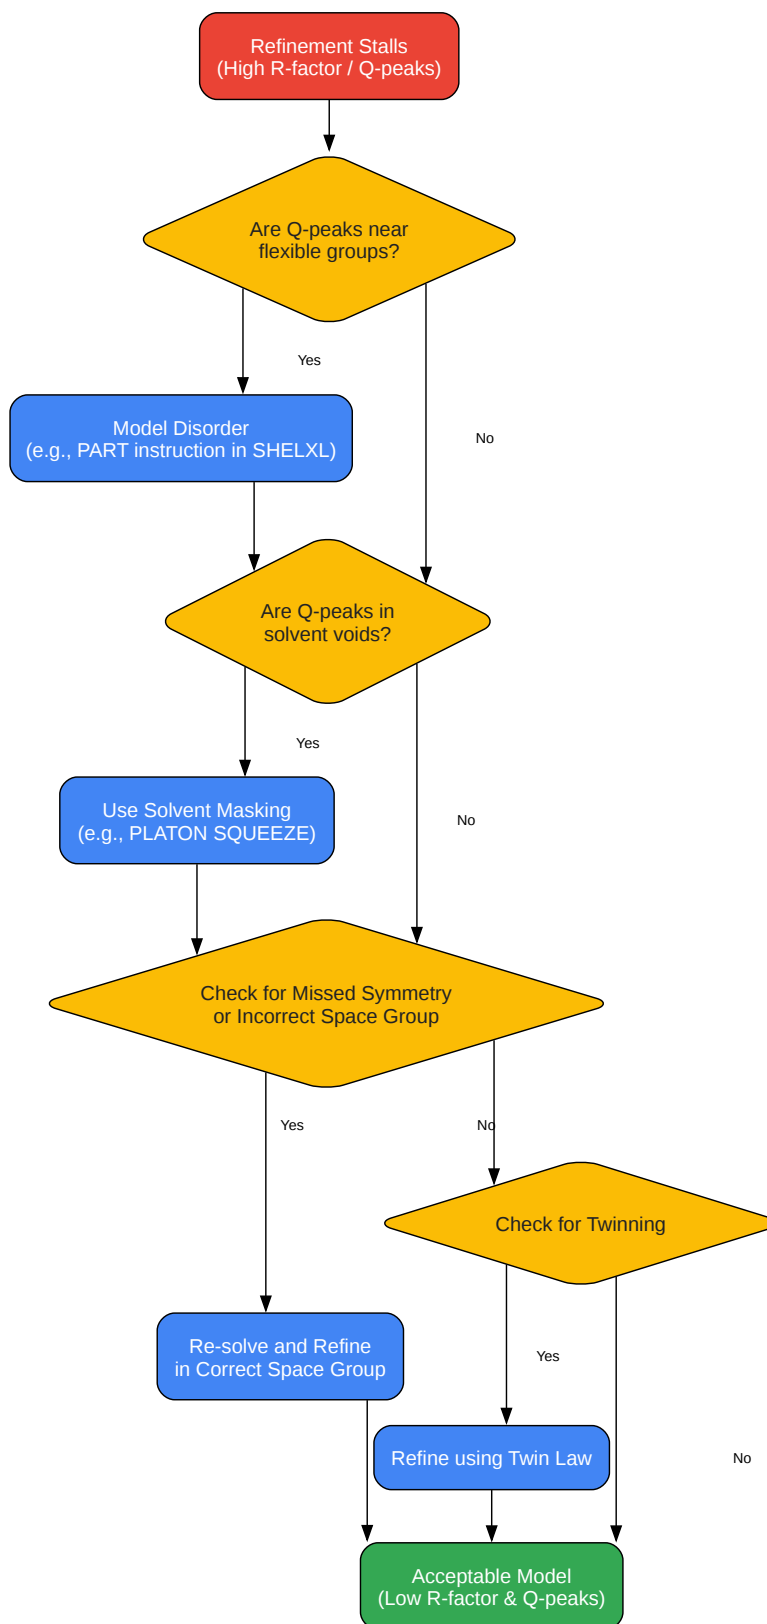 Refinement Stalls
(High R-factor / Q-peaks)
Are Q-peaks near
flexible groups?
Yes
Model Disorder
(e.g., PART instruction in SHELXL)
No
Are Q-peaks in
solvent voids?
Yes
Use Solvent Masking
(e.g., PLATON SQUEEZE)
No
Check for Missed Symmetry
or Incorrect Space Group
Yes
No
Check for Twinning
Re-solve and Refine
in Correct Space Group
Yes
Refine using Twin Law
No
Acceptable Model
(Low R-factor & Q-peaks)